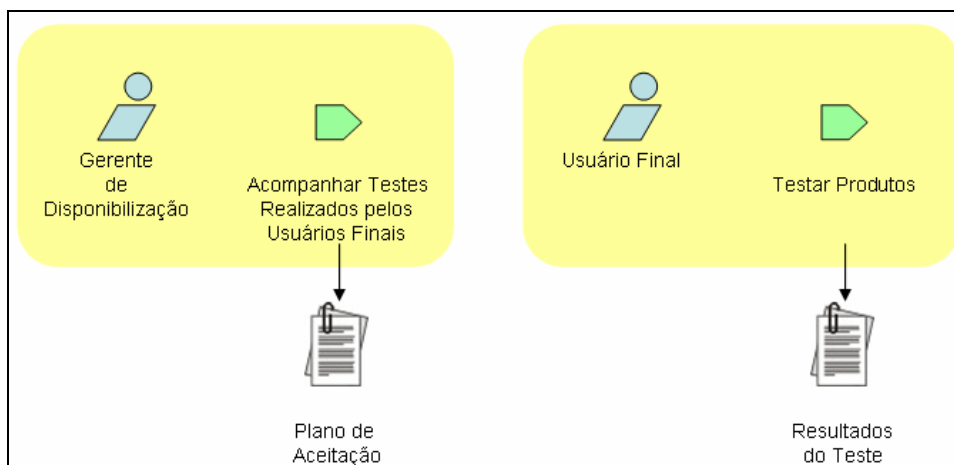 Gerente
de
Disponibilização
Acompanhar Testes
Realizados pelos
Usuários Finais
Plano de
Aceitação
Usuário Final
Testar Produtos
Resultados
do Teste